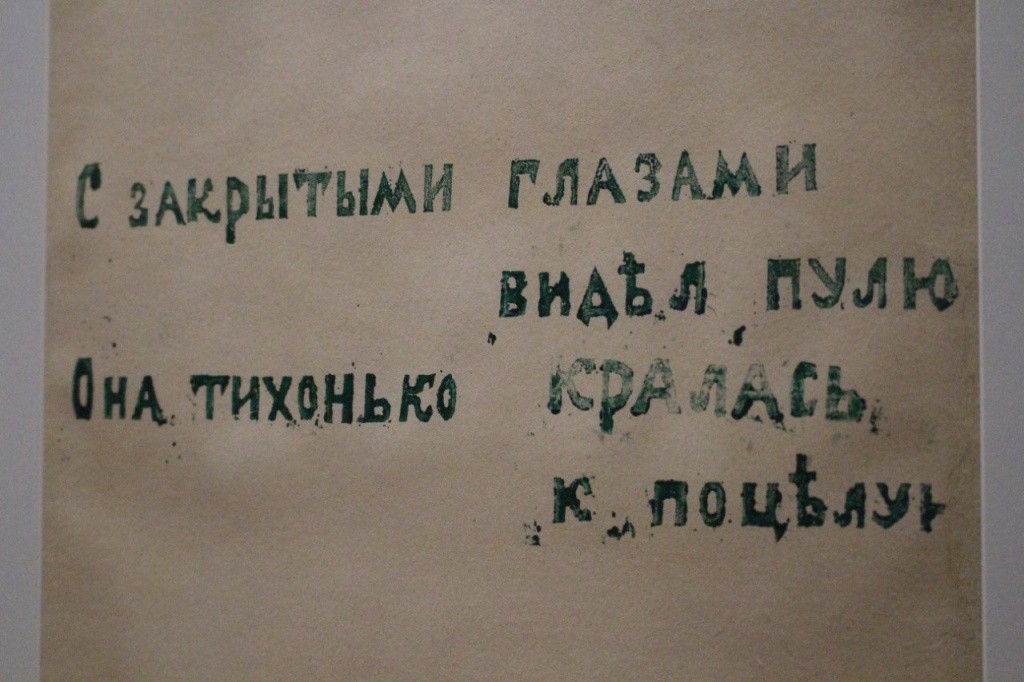 С закрытыми глазами
видѣл пулю
Она тихонько кралась
к поцѣлую